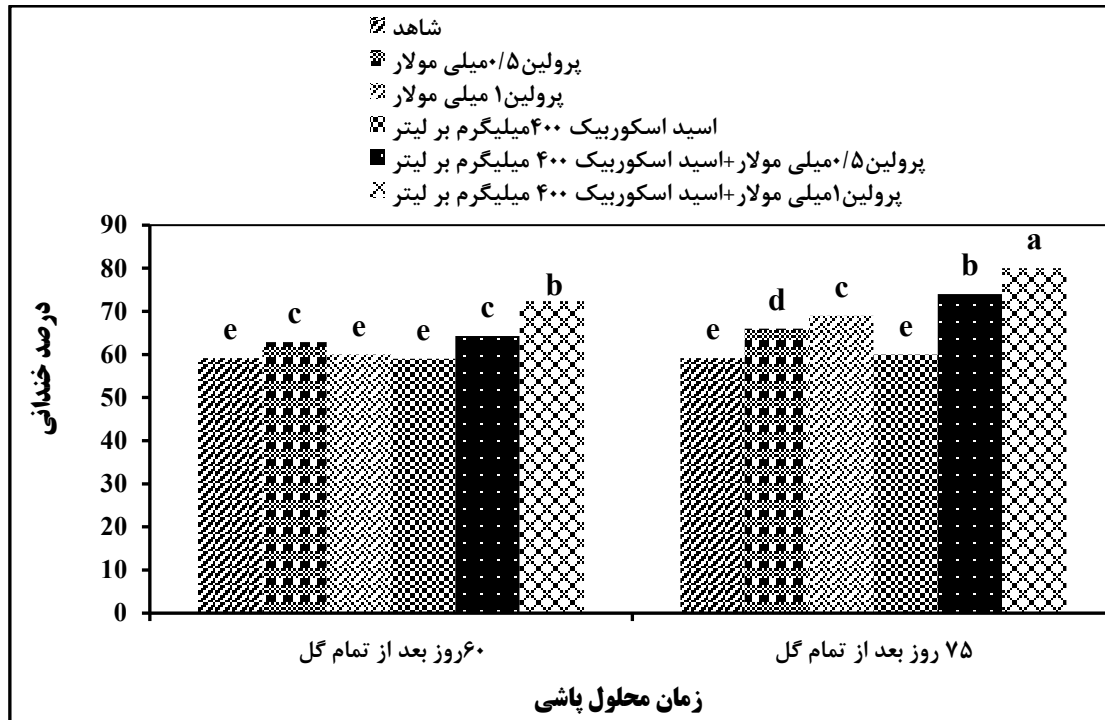 شاهد
پرولین۰/۵میلی مولار
پرولین۱ میلی مولار
اسید اسکوربیک ۴۰۰میلیگرم بر لیتر
پرولین۰/۵میلی مولار+اسید اسکوربیک ۴۰۰ میلیگرم بر لیتر
پرولین۱میلی مولار+اسید اسکوربیک ۴۰۰ میلیگرم بر لیتر
درصد خندانی
90
80
70
60
50
40
30
20
10
0
e c e e c b
e d c e b a
۶۰روز بعد از تمام گل
۷۵ روز بعد از تمام گل
زمان محلول پاشی